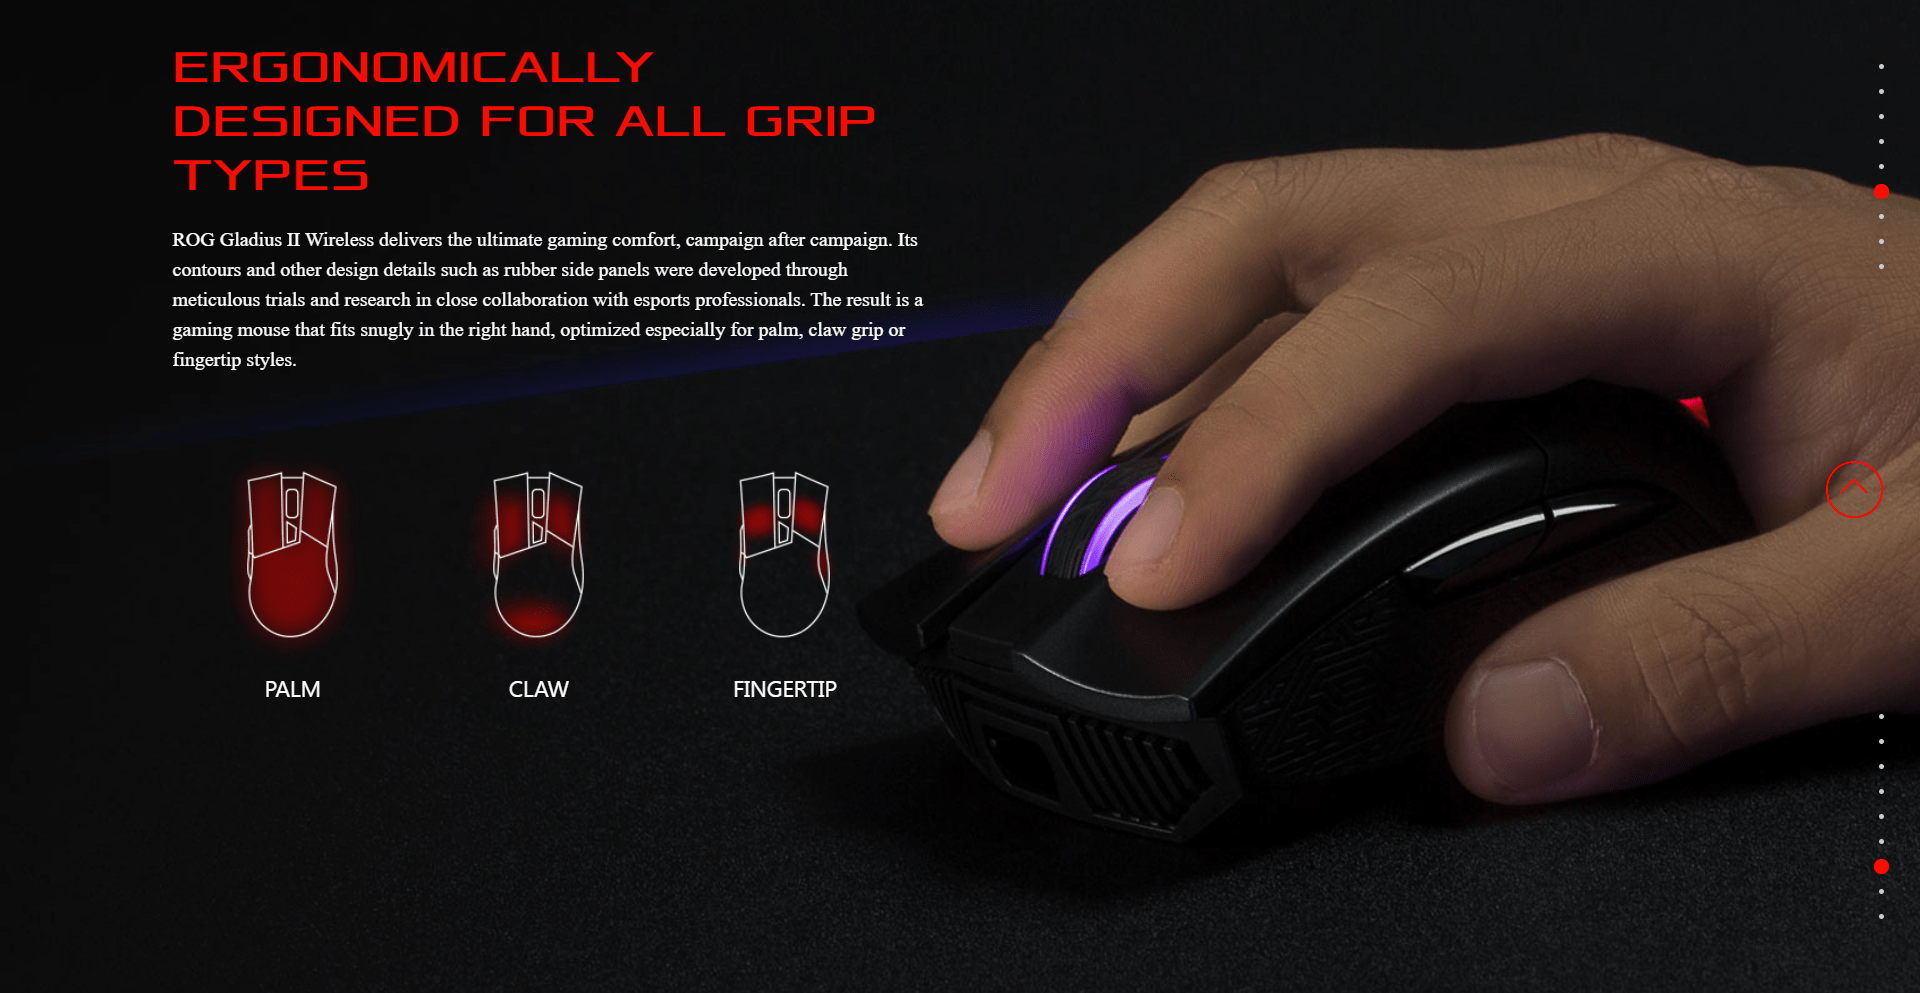 ERGONOMICALLY
DESIGNED FOR ALL GRIP
TYPES
ROG Gladius II Wireless delivers the ultimate gaming comfort, campaign after campaign. Its
contours and other design details such as rubber side panels were developed through
meticulous trials and research in close collaboration with esports professionals. The result is a
gaming mouse that fits snugly in the right hand, optimized especially for palm, claw grip or
fingertip styles.
PALM
CLAW
FINGERTIP